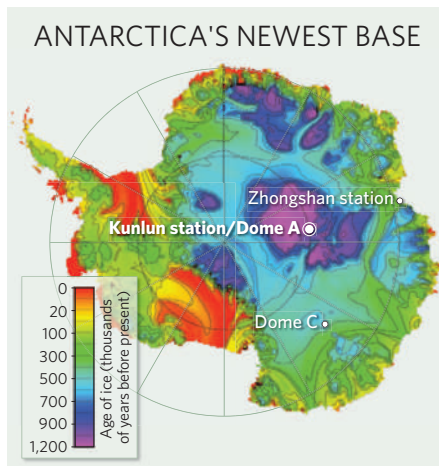 ANTARCTICA'S NEWEST BASE
Zhongshan station
Kunlun station/Dome A
Dome C
0
20
100
300
500
700
900
1,200
Age of ice (thousands
of years before present)